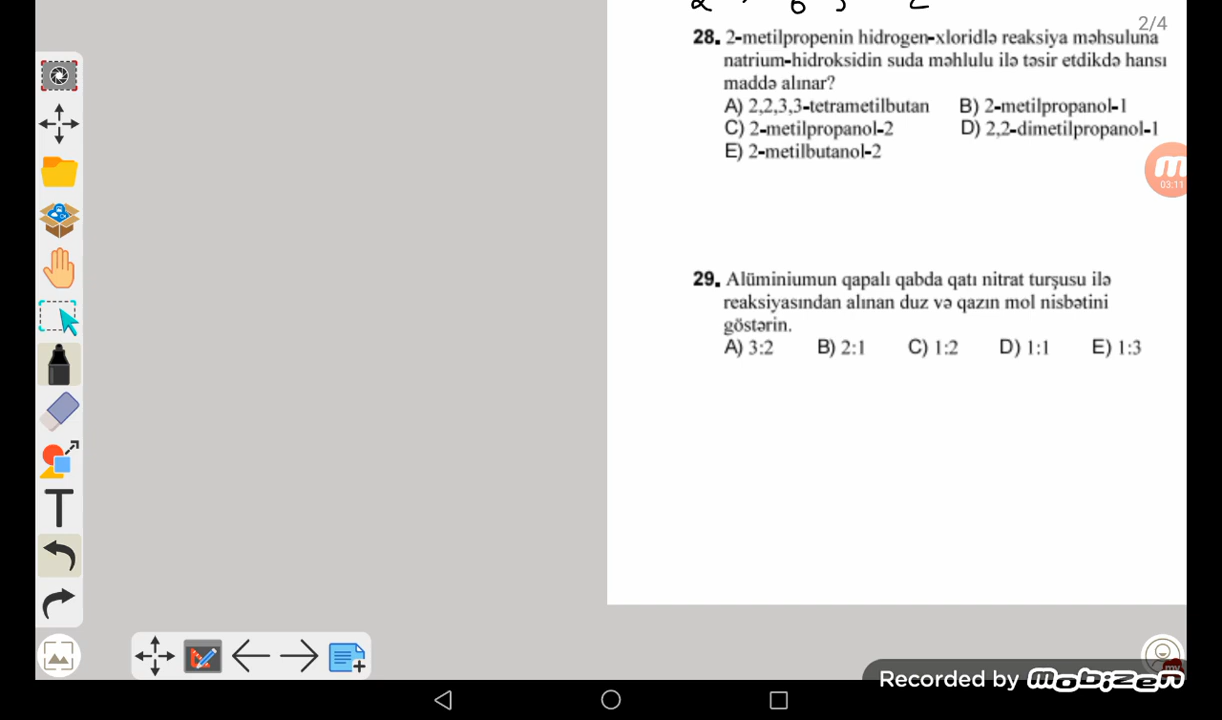 2/4
28. 2-metilpropenin hidrogen-xloridlə reaksiya məhsuluna
natrium-hidroksidin suda məhlulu ilə təsir etdikdə hansı
maddə alınar?
A) 2,2,3,3-tetrametilbutan B) 2-metilpropanol-1
C) 2-metilpropanol-2 D) 2,2-dimetilpropanol-1
E) 2-metilbutanol-2
03:11
29. Alüminiumun qapalı qabda qatı nitrat turşusu ilə
reaksiyasından alınan duz və qazın mol nisbətini
göstərin.
A) 3:2 B) 2:1 C) 1:2 D) 1:1 E) 1:3
T
Recorded by mobizen